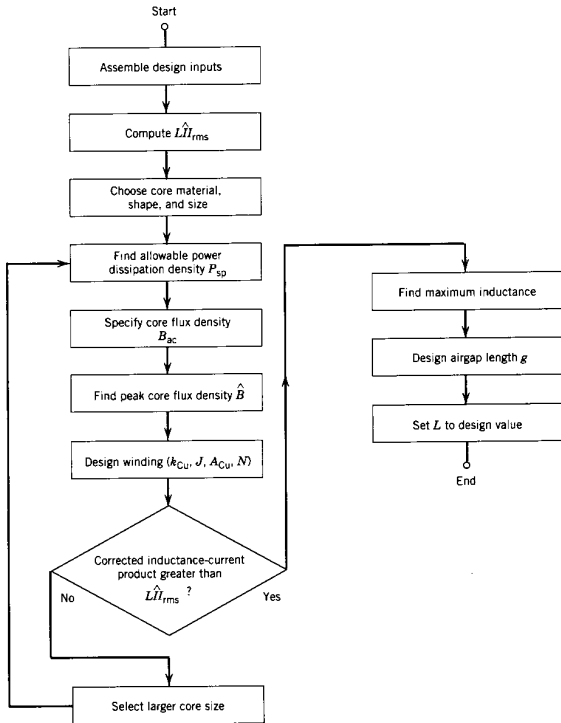 Start
Assemble design inputs
Compute LÎI_rms
Choose core material,
shape, and size
Find allowable power
dissipation density P_sp
Specify core flux density
B_ac
Find peak core flux density B̂
Design winding (k_Cu, J, A_Cu, N)
Corrected inductance-current
product greater than
LÎI_rms ?
No
Yes
Select larger core size
Find maximum inductance
Design airgap length g
Set L to design value
End